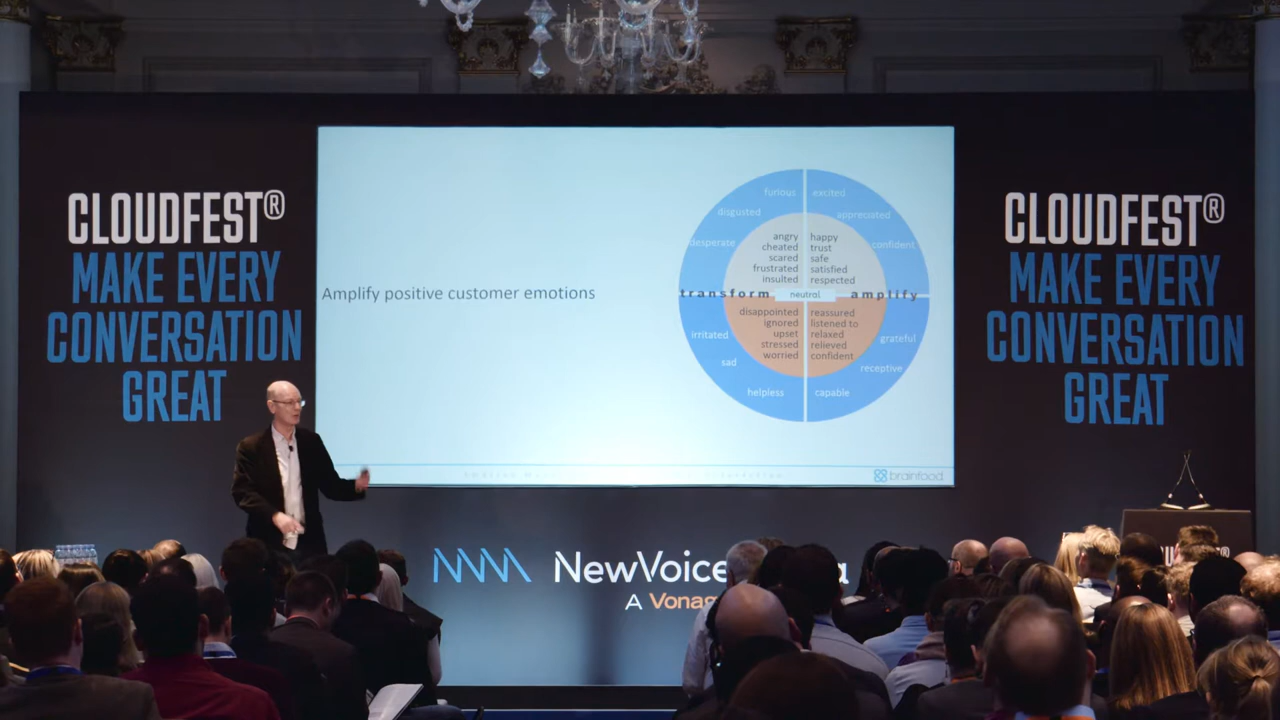 CLOUDFEST®
MAKE EVERY
CONVERSATION
GREAT
Amplify positive customer emotions
furious
excited
disgusted
appreciated
desperate
confident
angry
cheated
scared
frustrated
insulted
happy
trust
safe
satisfied
respected
transform
neutral
amplify
disappointed
ignored
upset
stressed
worried
reassured
listened to
relaxed
relieved
confident
irritated
grateful
sad
receptive
helpless
capable
brainfood
CLOUDFEST®
MAKE EVERY
CONVERSATION
GREAT
NewVoice
A Vonag